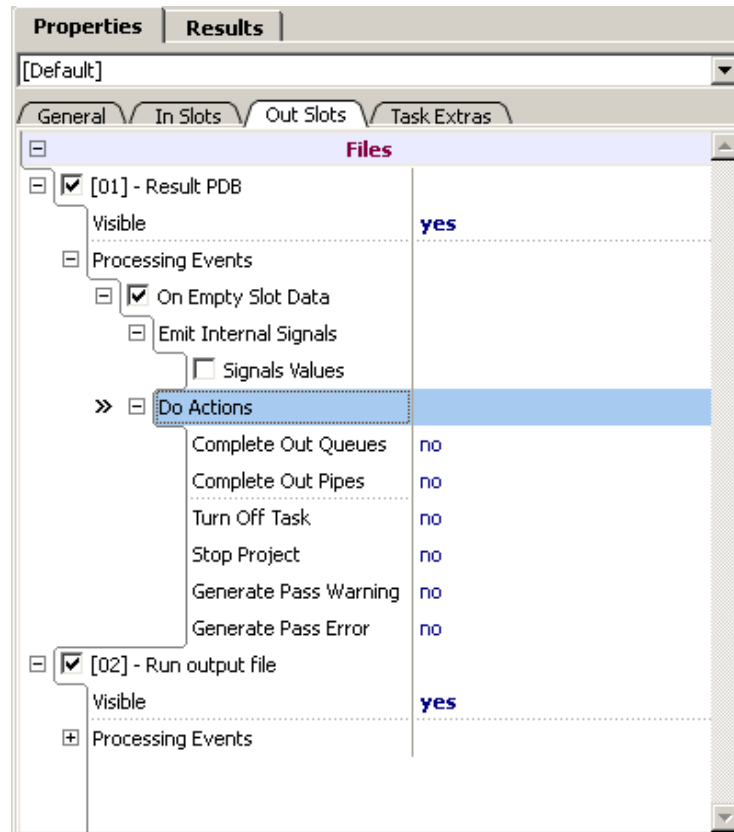 Properties Results
[Default]
General In Slots Out Slots Task Extras
Files
[01] - Result PDB
Visible yes
Processing Events
On Empty Slot Data
Emit Internal Signals
Signals Values
» Do Actions
Complete Out Queues no
Complete Out Pipes no
Turn Off Task no
Stop Project no
Generate Pass Warning no
Generate Pass Error no
[02] - Run output file
Visible yes
Processing Events